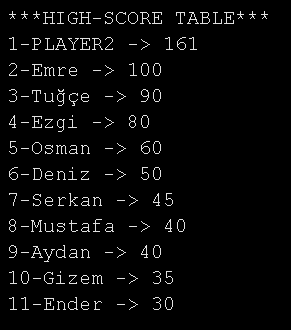 ***HIGH-SCORE TABLE***
1-PLAYER2 -> 161
2-Emre -> 100
3-Tuğçe -> 90
4-Ezgi -> 80
5-Osman -> 60
6-Deniz -> 50
7-Serkan -> 45
8-Mustafa -> 40
9-Aydan -> 40
10-Gizem -> 35
11-Ender -> 30